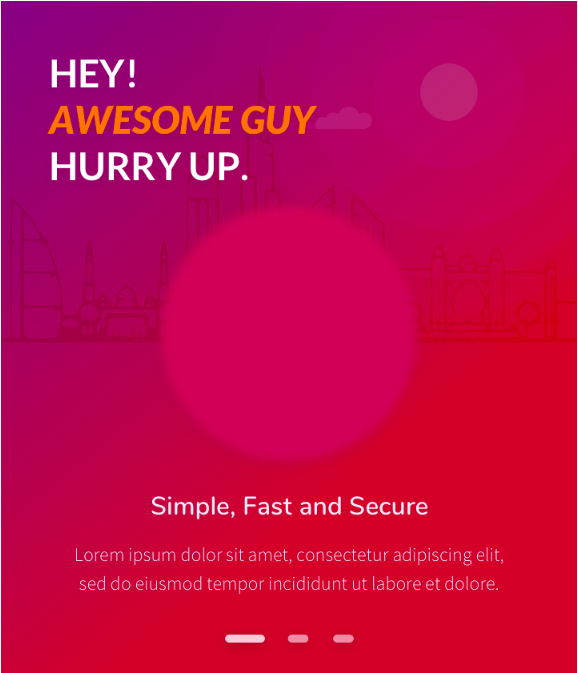 HEY!
AWESOME GUY
HURRY UP.
Simple, Fast and Secure
Lorem ipsum dolor sit amet, consectetur adipiscing elit,
sed do eiusmod tempor incididunt ut labore et dolore.